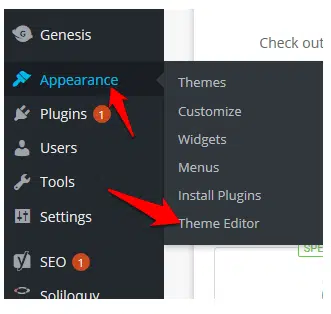 Genesis
Check out
Appearance
Themes
Customize
Plugins 1
Widgets
Users
Menus
Tools
Install Plugins
Settings
Theme Editor
SEO 1
SPE
Soliloquy